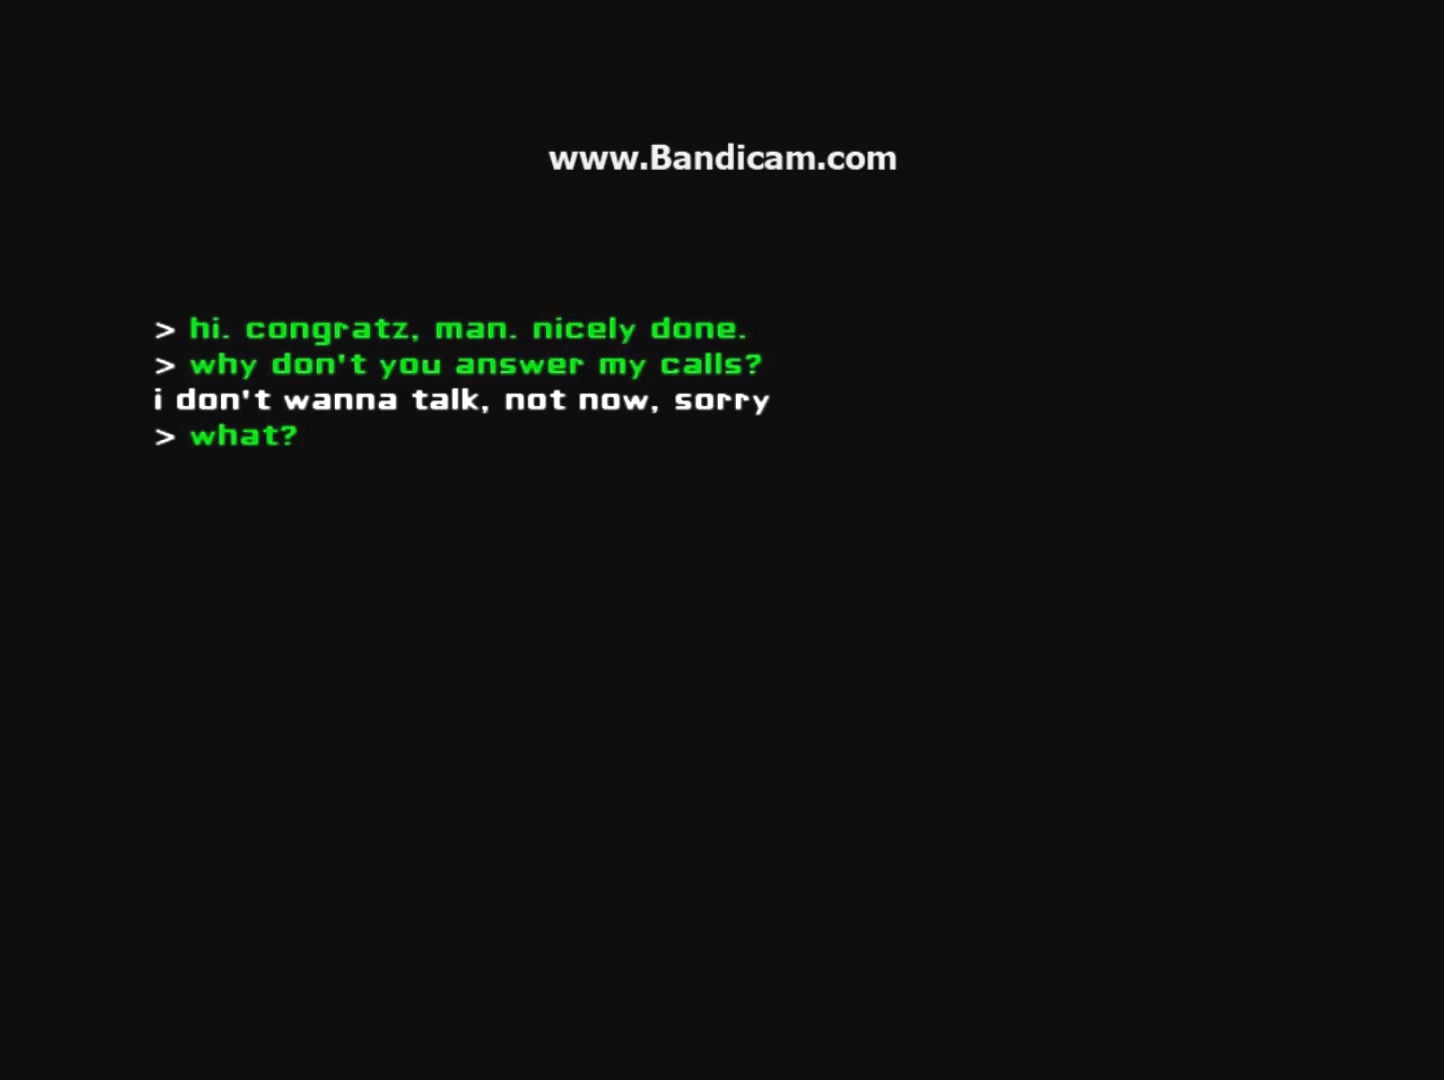 www.Bandicam.com
> hi. congratz, man. nicely done.
> why don't you answer my calls?
i don't wanna talk, not now, sorry
> what?